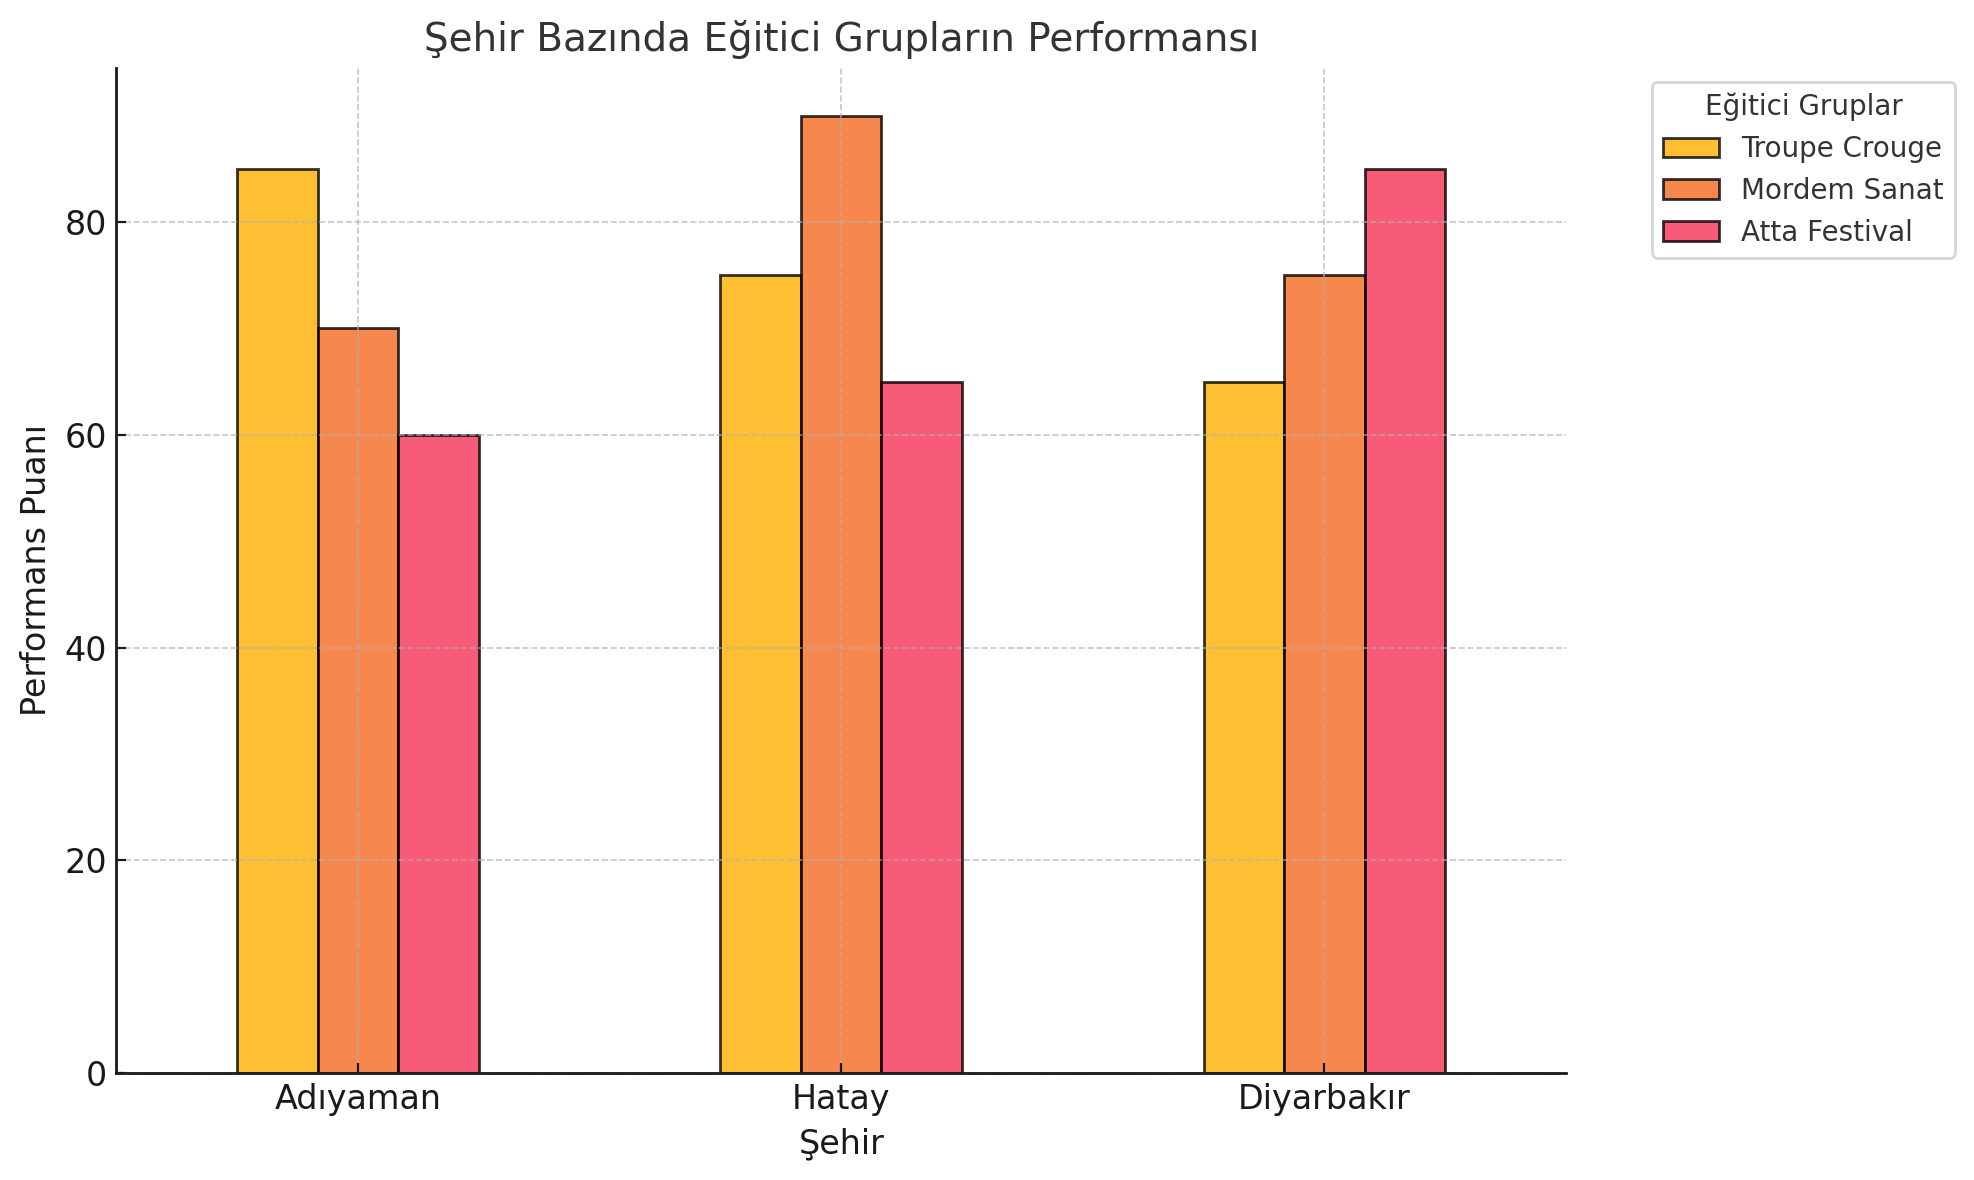 Şehir Bazında Eğitici Grupların Performansı
Eğitici Gruplar
Troupe Crouge
Mordem Sanat
Atta Festival
Performans Puanı
80
60
40
20
0
Adıyaman
Hatay
Diyarbakır
Şehir